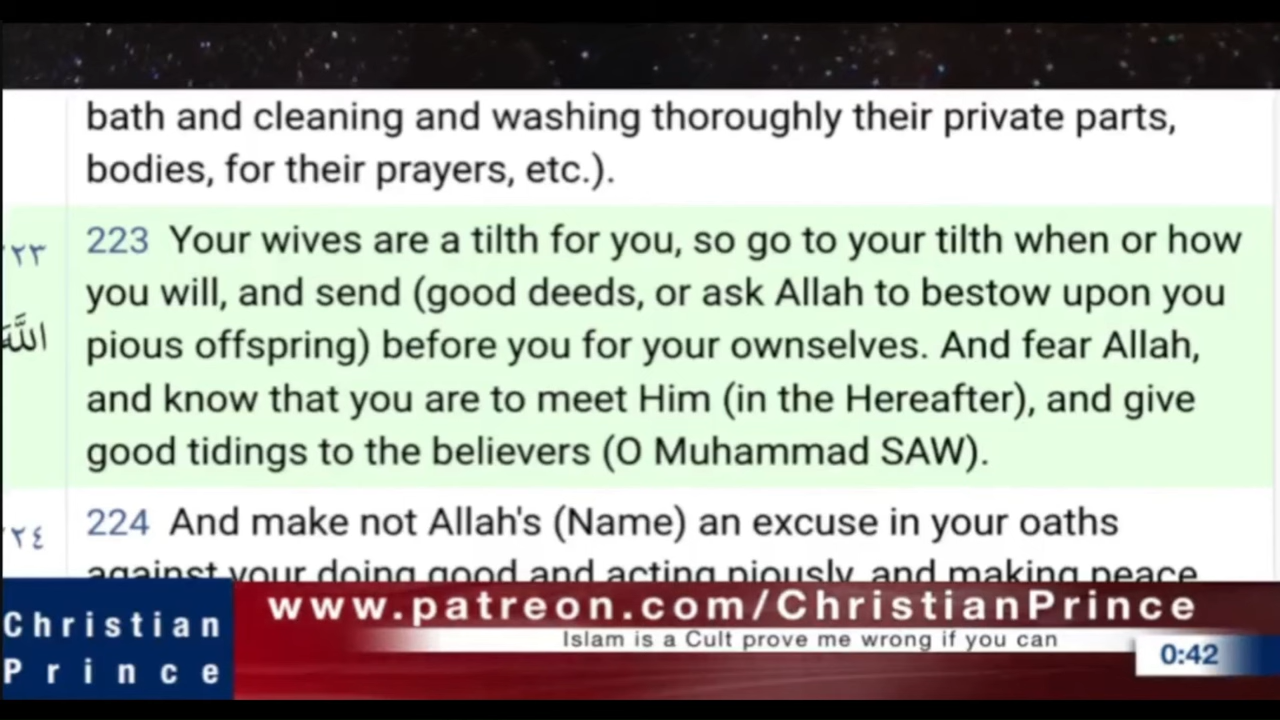 bath and cleaning and washing thoroughly their private parts,
bodies, for their prayers, etc.).
223 Your wives are a tilth for you, so go to your tilth when or how
you will, and send (good deeds, or ask Allah to bestow upon you
pious offspring) before you for your ownselves. And fear Allah,
and know that you are to meet Him (in the Hereafter), and give
good tidings to the believers (O Muhammad SAW).
٢٣
اللَّهَ
224 And make not Allah's (Name) an excuse in your oaths
٢٤
against your doing good and acting piously, and making peace
Christian
Prince
www.patreon.com/ChristianPrince
Islam is a Cult prove me wrong if you can
0:42